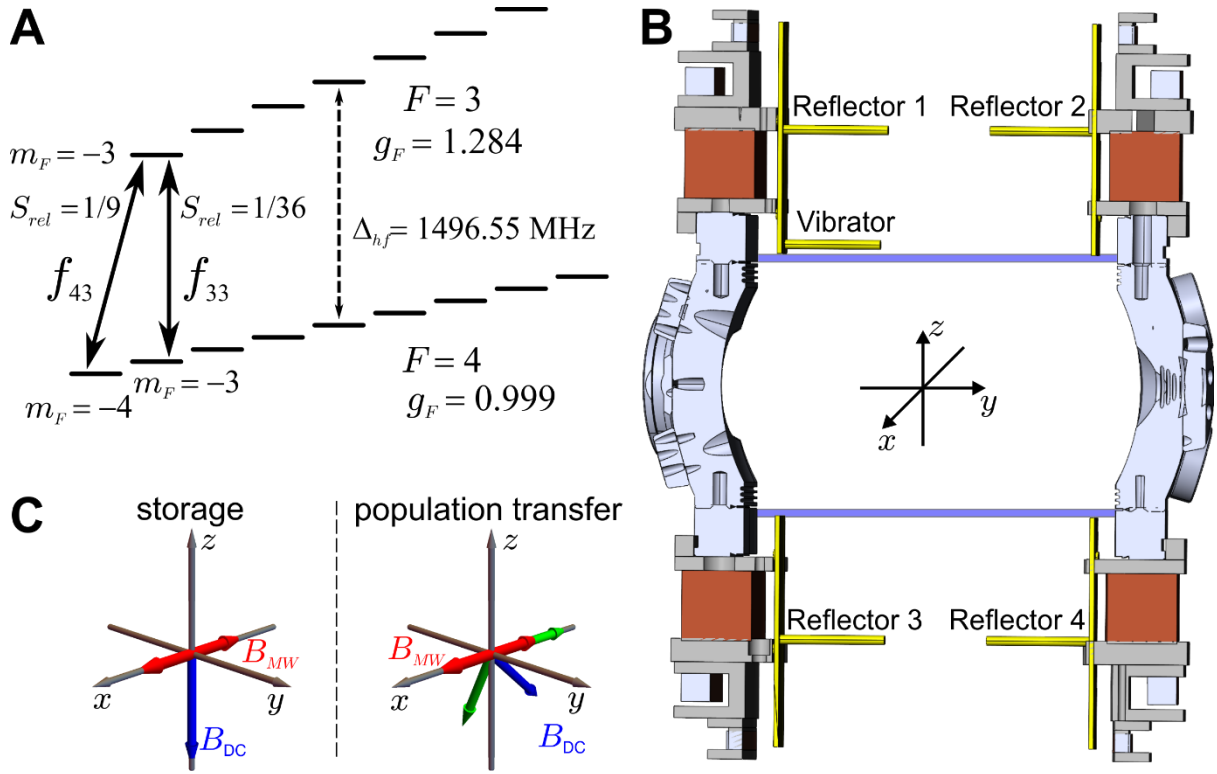 A
F = 3
g_F = 1.284
m_F = −3
S_rel = 1/9
S_rel = 1/36
Δ_hf = 1496.55 MHz
f_43
f_33
F = 4
g_F = 0.999
m_F = −3
m_F = −4
B
Reflector 1
Reflector 2
Vibrator
z
y
x
Reflector 3
Reflector 4
C
storage
population transfer
z
B_MW
x
y
B_DC
z
B_MW
x
y
B_DC